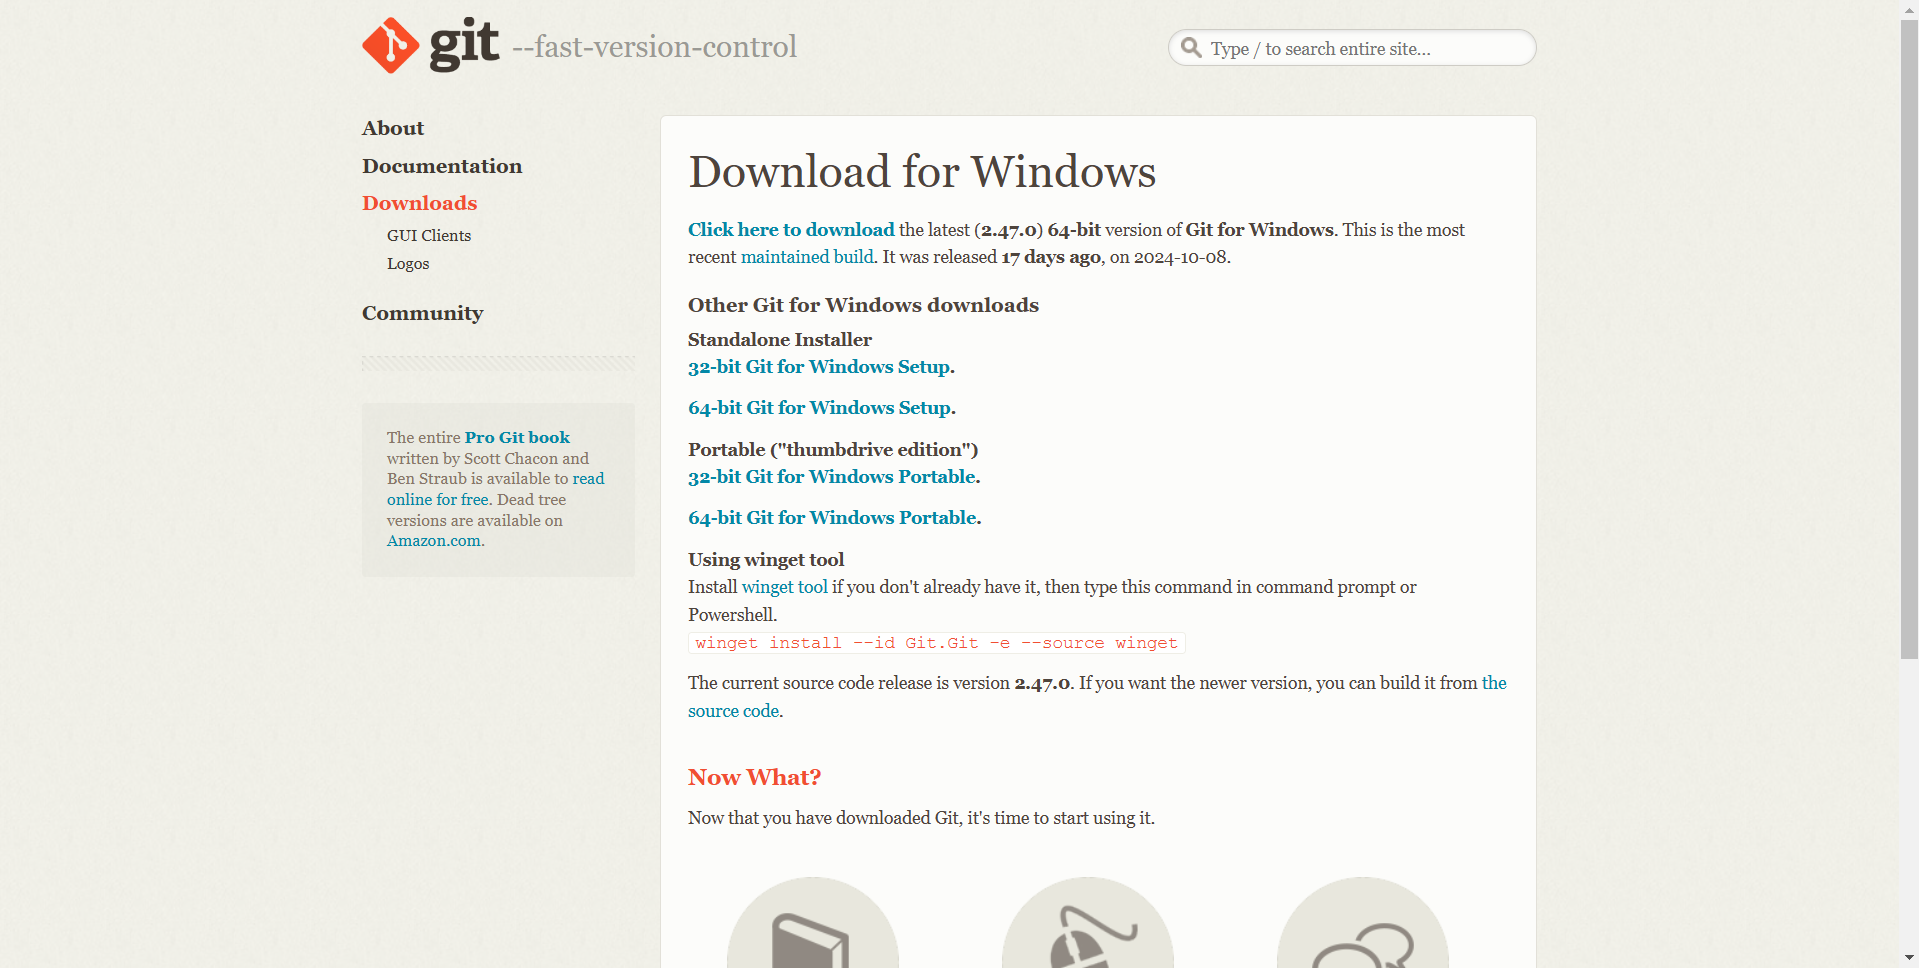 git --fast-version-control
Type / to search entire site...
About
Documentation
Downloads
GUI Clients
Logos
Community
The entire Pro Git book
written by Scott Chacon and
Ben Straub is available to read
online for free. Dead tree
versions are available on
Amazon.com.
Download for Windows
Click here to download the latest (2.47.0) 64-bit version of Git for Windows. This is the most
recent maintained build. It was released 17 days ago, on 2024-10-08.
Other Git for Windows downloads
Standalone Installer
32-bit Git for Windows Setup.
64-bit Git for Windows Setup.
Portable ("thumbdrive edition")
32-bit Git for Windows Portable.
64-bit Git for Windows Portable.
Using winget tool
Install winget tool if you don't already have it, then type this command in command prompt or
Powershell.
winget install --id Git.Git -e --source winget
The current source code release is version 2.47.0. If you want the newer version, you can build it from the
source code.
Now What?
Now that you have downloaded Git, it's time to start using it.